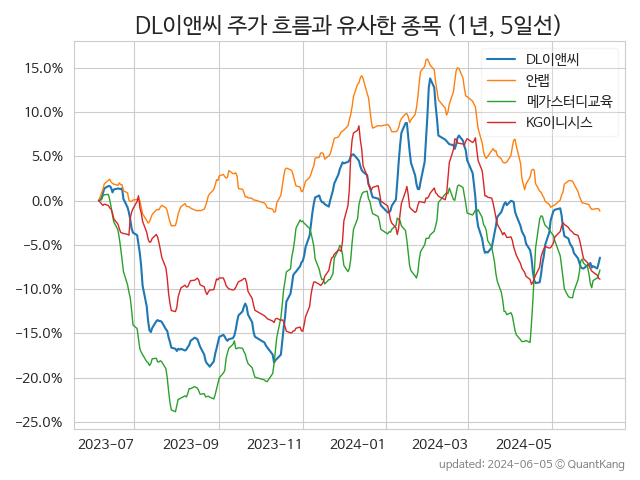 DL이앤씨 주가 흐름과 유사한 종목 (1년, 5일선)
DL이앤씨
안랩
메가스터디교육
KG이니시스
15.0%
10.0%
5.0%
0.0%
−5.0%
−10.0%
−15.0%
−20.0%
−25.0%
2023-07
2023-09
2023-11
2024-01
2024-03
2024-05
updated: 2024-06-05 © QuantKang